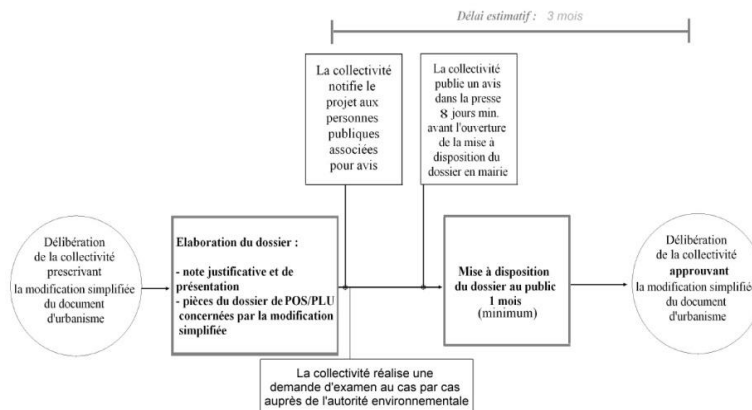 Délai estimatif : 3 mois
La collectivité
notifie le
projet aux
personnes
publiques
associées
pour avis
La collectivité
publie un avis
dans la presse
8 jours min.
avant l'ouverture
de la mise à
disposition du
dossier en mairie
Délibération
de la collectivité
prescrivant
la modification simplifiée
du document
d'urbanisme
Elaboration du dossier :
- note justificative et de
présentation
- pièces du dossier de POS/PLU
concernées par la modification
simplifiée
Mise à disposition
du dossier au public
1 mois
(minimum)
Délibération
de la collectivité
approuvant
la modification simplifiée
du document
d'urbanisme
La collectivité réalise une
demande d'examen au cas par cas
auprès de l'autorité environnementale